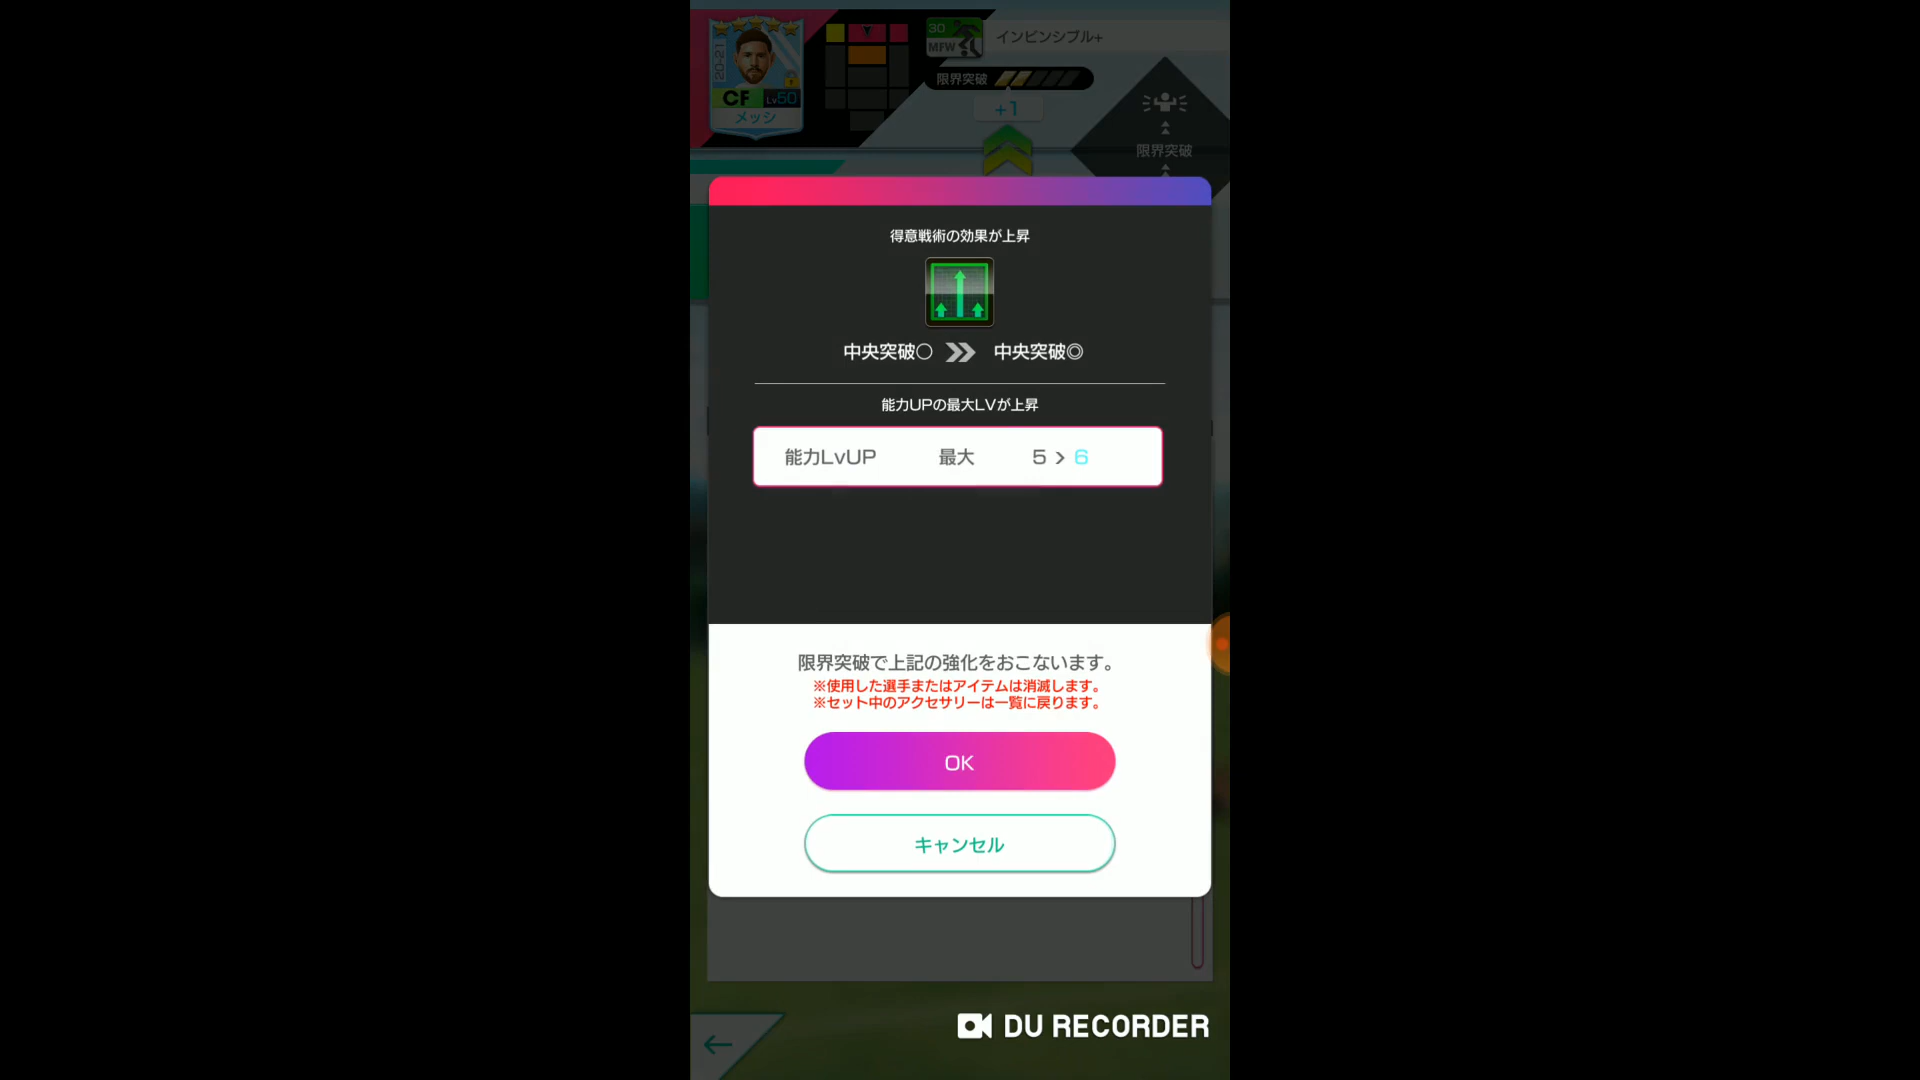 20-21
CF Lv50
メッシ
30
MFW
インビンシブル+
限界突破
+1
限界突破
得意戦術の効果が上昇
中央突破○ 中央突破◎
能力UPの最大LVが上昇
能力LvUP 最大 5 > 6
限界突破で上記の強化をおこないます。
※使用した選手またはアイテムは消滅します。
※セット中のアクセサリーは一覧に戻ります。
OK
キャンセル
DU RECORDER